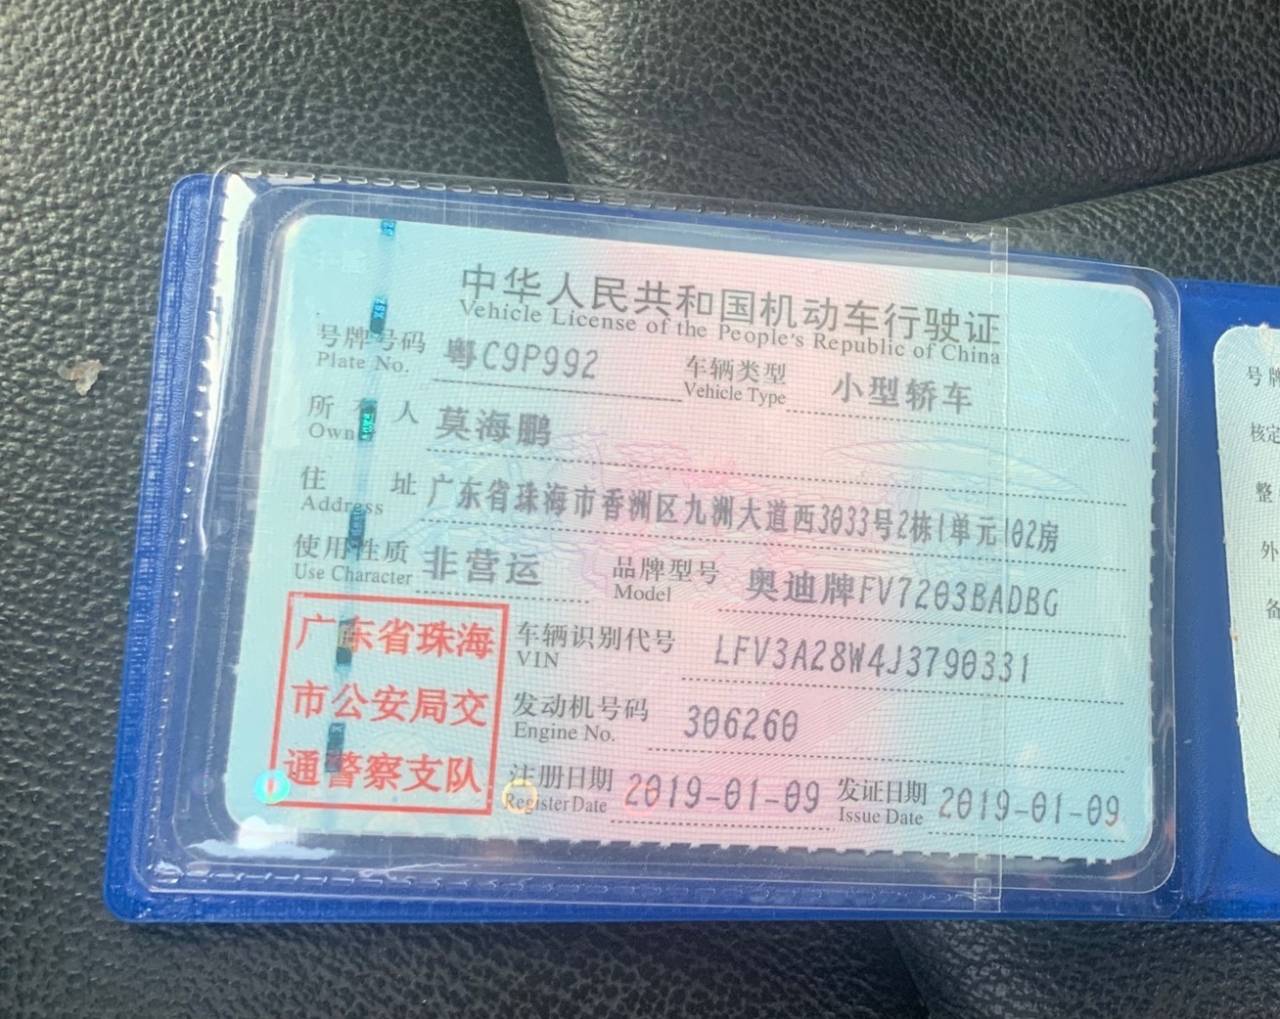 中华人民共和国机动车行驶证
Vehicle License of the People's Republic of China
号牌号码 粤C9P992 车辆类型 小型轿车
Plate No. Vehicle Type
所有人 莫海鹏
Owner
住址 广东省珠海市香洲区九洲大道西3033号2栋1单元102房
Address
使用性质 非营运 品牌型号 奥迪牌FV7203BADBG
Use Character Model
广东省珠海
市公安局交
通警察支队
车辆识别代号 LFV3A28W4J3790331
VIN
发动机号码 306260
Engine No.
注册日期 2019-01-09 发证日期 2019-01-09
Register Date Issue Date
号牌
核定
整
外
备